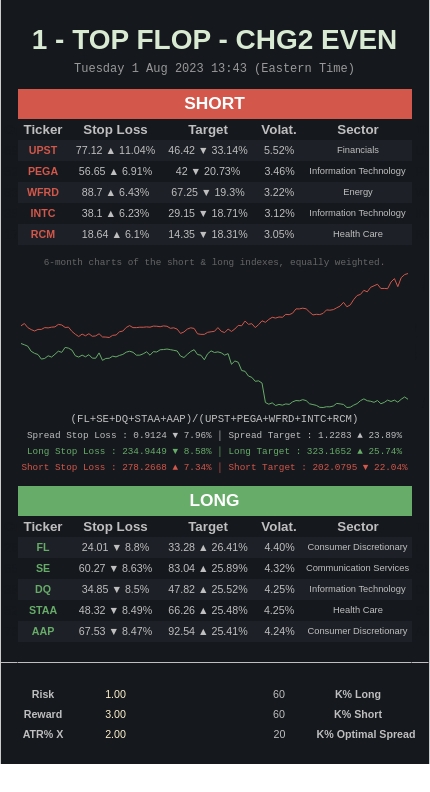 1 - TOP FLOP - CHG2 EVEN
Tuesday 1 Aug 2023 13:43 (Eastern Time)
SHORT
Ticker Stop Loss Target Volat. Sector
UPST 77.12 ▲ 11.04% 46.42 ▼ 33.14% 5.52% Financials
PEGA 56.65 ▲ 6.91% 42 ▼ 20.73% 3.46% Information Technology
WFRD 88.7 ▲ 6.43% 67.25 ▼ 19.3% 3.22% Energy
INTC 38.1 ▲ 6.23% 29.15 ▼ 18.71% 3.12% Information Technology
RCM 18.64 ▲ 6.1% 14.35 ▼ 18.31% 3.05% Health Care
6-month charts of the short & long indexes, equally weighted.
(FL+SE+DQ+STAA+AAP)/(UPST+PEGA+WFRD+INTC+RCM)
Spread Stop Loss : 0.9124 ▼ 7.96% | Spread Target : 1.2283 ▲ 23.89%
Long Stop Loss : 234.9449 ▼ 8.58% | Long Target : 323.1652 ▲ 25.74%
Short Stop Loss : 278.2668 ▲ 7.34% | Short Target : 202.0795 ▼ 22.04%
LONG
Ticker Stop Loss Target Volat. Sector
FL 24.01 ▼ 8.8% 33.28 ▲ 26.41% 4.40% Consumer Discretionary
SE 60.27 ▼ 8.63% 83.04 ▲ 25.89% 4.32% Communication Services
DQ 34.85 ▼ 8.5% 47.82 ▲ 25.52% 4.25% Information Technology
STAA 48.32 ▼ 8.49% 66.26 ▲ 25.48% 4.25% Health Care
AAP 67.53 ▼ 8.47% 92.54 ▲ 25.41% 4.24% Consumer Discretionary
Risk 1.00 60 K% Long
Reward 3.00 60 K% Short
ATR% X 2.00 20 K% Optimal Spread